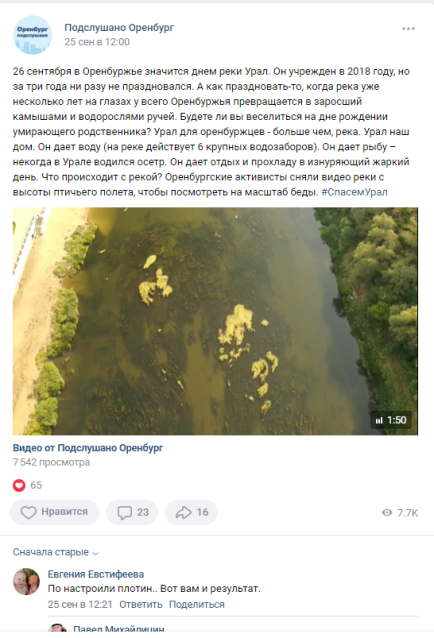 Оренбург
подслушано
Подслушано Оренбург
25 сен в 12:00
26 сентября в Оренбуржье значится днем реки Урал. Он учрежден в 2018 году, но
за три года ни разу не праздновался. А как праздновать-то, когда река уже
несколько лет на глазах у всего Оренбуржья превращается в заросший
камышами и водорослями ручей. Будете ли вы веселиться на дне рождении
умирающего родственника? Урал для оренбуржцев - больше чем, река. Урал наш
дом. Он дает воду (на реке действует 6 крупных водозаборов). Он дает рыбу –
некогда в Урале водился осетр. Он дает отдых и прохладу в изнуряющий жаркий
день. Что происходит с рекой? Оренбургские активисты сняли видео реки с
высоты птичьего полета, чтобы посмотреть на масштаб беды. #СпасемУрал
1:50
Видео от Подслушано Оренбург
7 542 просмотра
65
Нравится 23 16 7.7K
Сначала старые
Евгения Евстифеева
По настроили плотин.. Вот вам и результат.
25 сен в 12:21 Ответить Поделиться
Павел Михайлицин